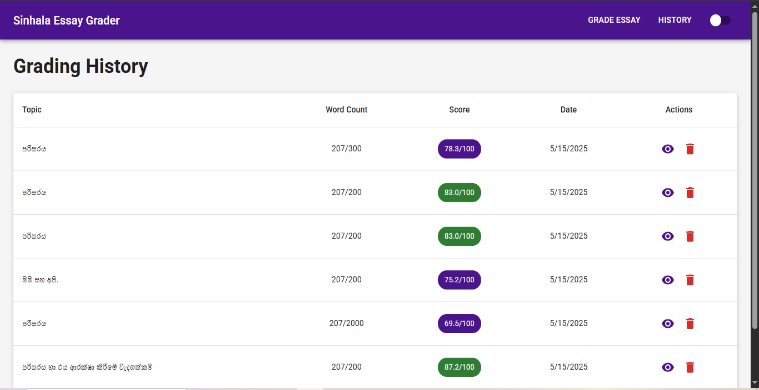 Sinhala Essay Grader GRADE ESSAY HISTORY
Grading History
Topic Word Count Score Date Actions
පරිසරය 207/300 78.3/100 5/15/2025
පරිසරය 207/200 83.0/100 5/15/2025
පරිසරය 207/200 83.0/100 5/15/2025
මම සහ අපි. 207/200 75.2/100 5/15/2025
පරිසරය 207/2000 69.5/100 5/15/2025
පරිසරය හා එය ආරක්ෂා කිරීමේ වැදගත්කම 207/200 87.2/100 5/15/2025